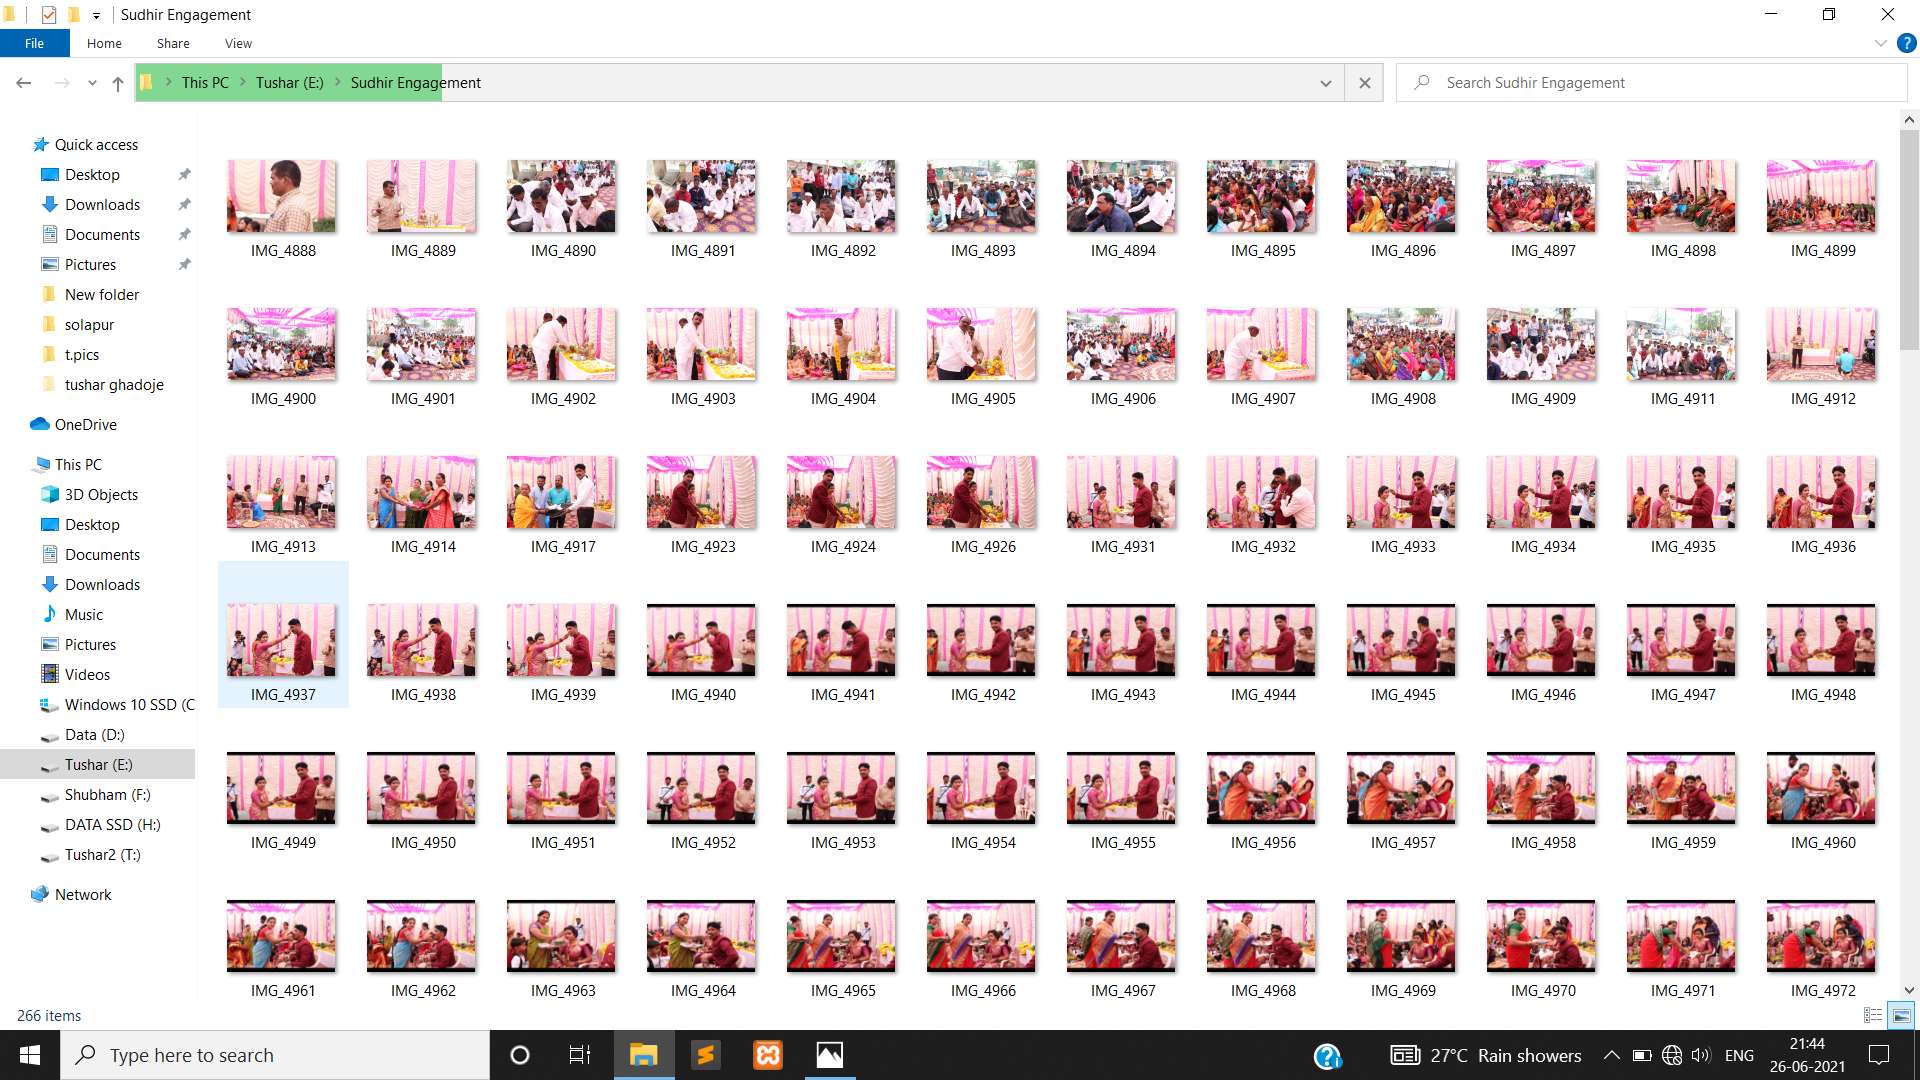 Sudhir Engagement
File Home Share View
This PC Tushar (E:) Sudhir Engagement
Search Sudhir Engagement
Quick access
Desktop
Downloads
Documents
Pictures
New folder
solapur
t.pics
tushar ghadoje
OneDrive
This PC
3D Objects
Desktop
Documents
Downloads
Music
Pictures
Videos
Windows 10 SSD (C
Data (D:)
Tushar (E:)
Shubham (F:)
DATA SSD (H:)
Tushar2 (T:)
Network
IMG_4888 IMG_4889 IMG_4890 IMG_4891 IMG_4892 IMG_4893 IMG_4894 IMG_4895 IMG_4896 IMG_4897 IMG_4898 IMG_4899
IMG_4900 IMG_4901 IMG_4902 IMG_4903 IMG_4904 IMG_4905 IMG_4906 IMG_4907 IMG_4908 IMG_4909 IMG_4911 IMG_4912
IMG_4913 IMG_4914 IMG_4917 IMG_4923 IMG_4924 IMG_4926 IMG_4931 IMG_4932 IMG_4933 IMG_4934 IMG_4935 IMG_4936
IMG_4937 IMG_4938 IMG_4939 IMG_4940 IMG_4941 IMG_4942 IMG_4943 IMG_4944 IMG_4945 IMG_4946 IMG_4947 IMG_4948
IMG_4949 IMG_4950 IMG_4951 IMG_4952 IMG_4953 IMG_4954 IMG_4955 IMG_4956 IMG_4957 IMG_4958 IMG_4959 IMG_4960
IMG_4961 IMG_4962 IMG_4963 IMG_4964 IMG_4965 IMG_4966 IMG_4967 IMG_4968 IMG_4969 IMG_4970 IMG_4971 IMG_4972
266 items
Type here to search
27°C Rain showers
ENG
21:44
26-06-2021